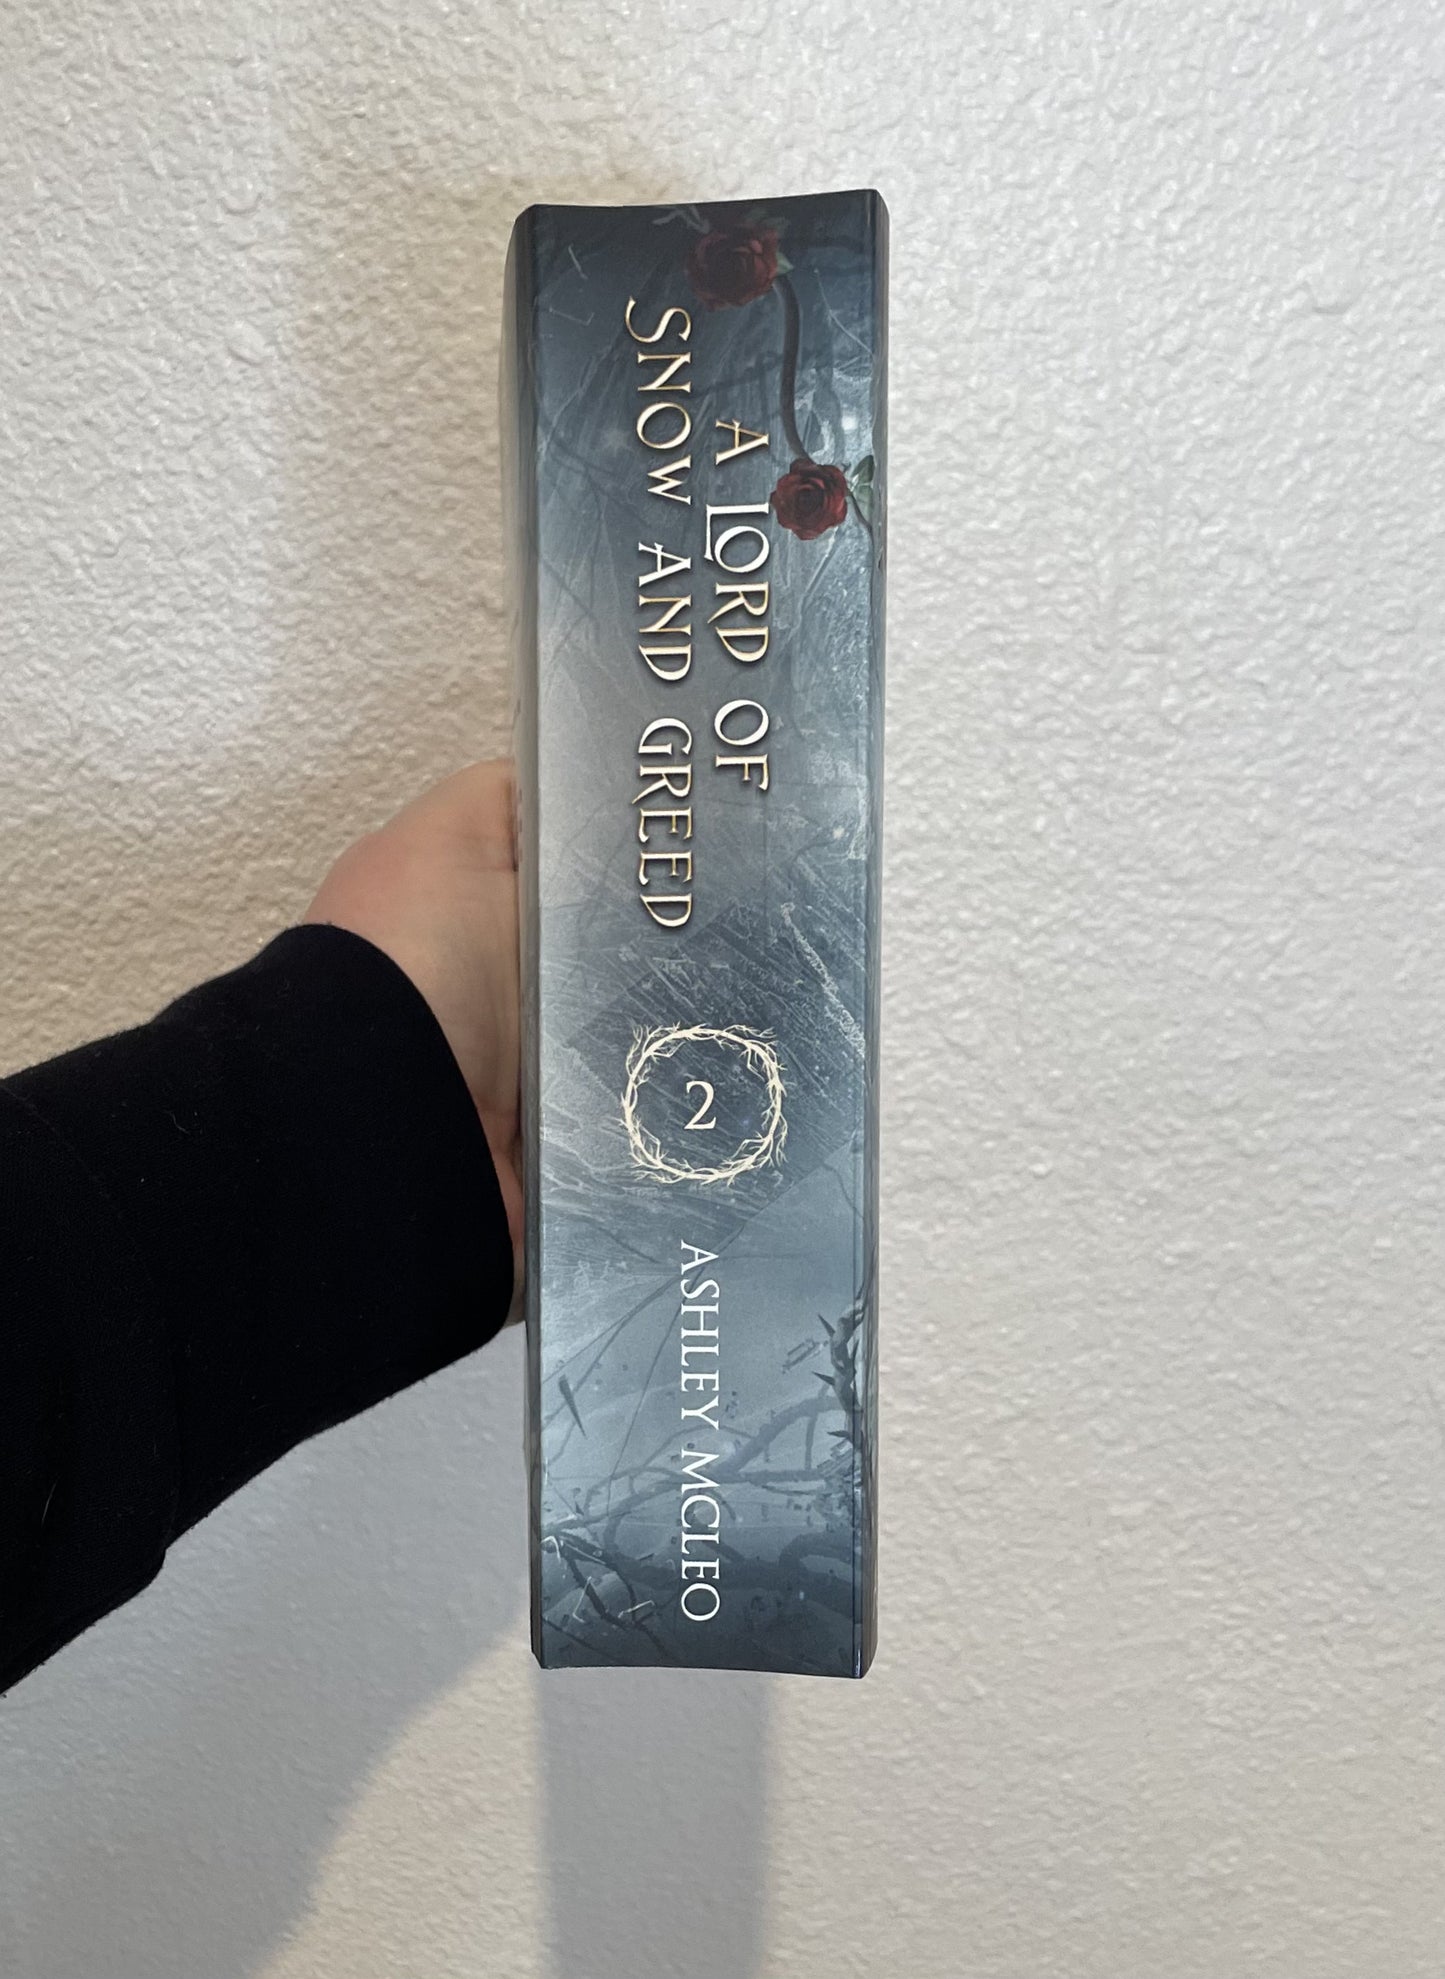 A LORD OF
SNOW AND GREED
2
ASHLEY MCLEO